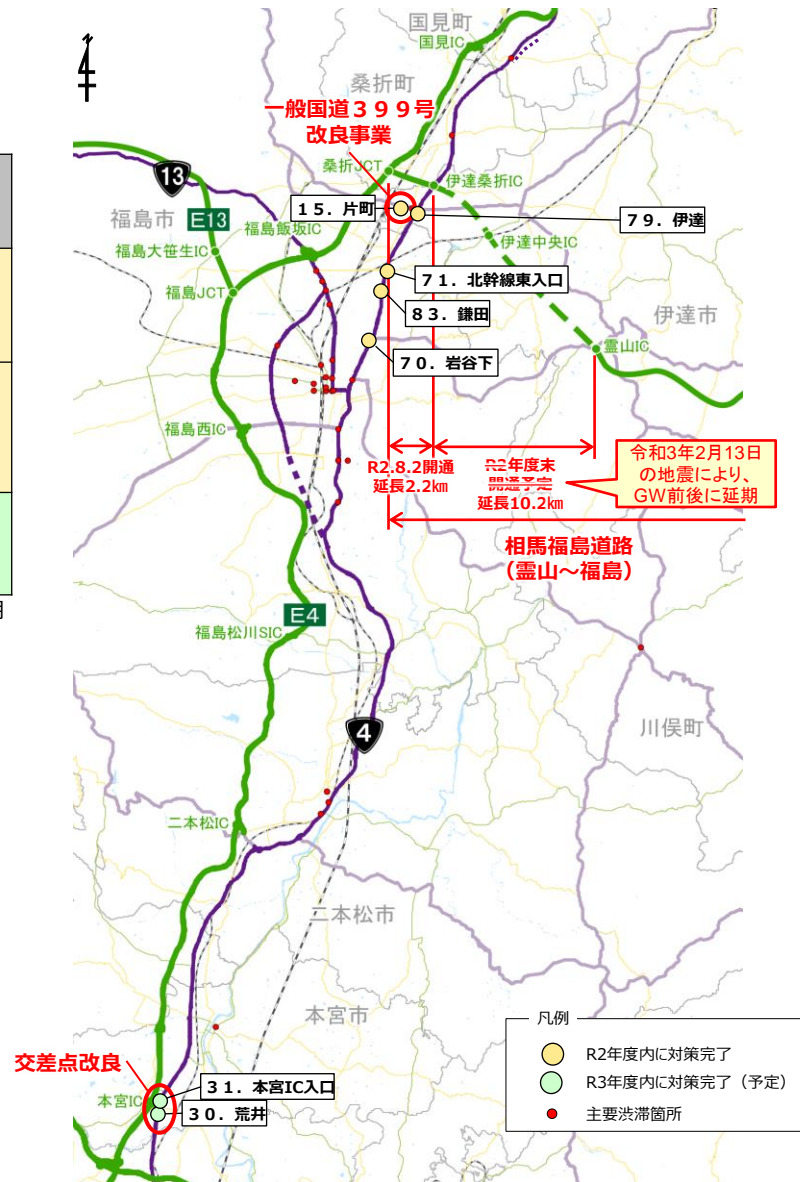 国見町
国見IC
桑折町
一般国道３９９号
改良事業
桑折JCT
伊達桑折IC
13
福島市
E13
福島飯坂IC
１５．片町
７９．伊達
福島大笹生IC
伊達中央IC
７１．北幹線東入口
福島JCT
８３．鎌田
伊達市
霊山IC
７０．岩谷下
福島西IC
R2.8.2開通
延長2.2㎞
R2年度末
開通予定
延長10.2㎞
令和3年2月13日
の地震により、
GW前後に延期
相馬福島道路
（霊山～福島）
E4
福島松川SIC
川俣町
4
二本松IC
二本松市
本宮市
交差点改良
３１．本宮IC入口
本宮IC
３０．荒井
凡例
R2年度内に対策完了
R3年度内に対策完了（予定）
主要渋滞箇所